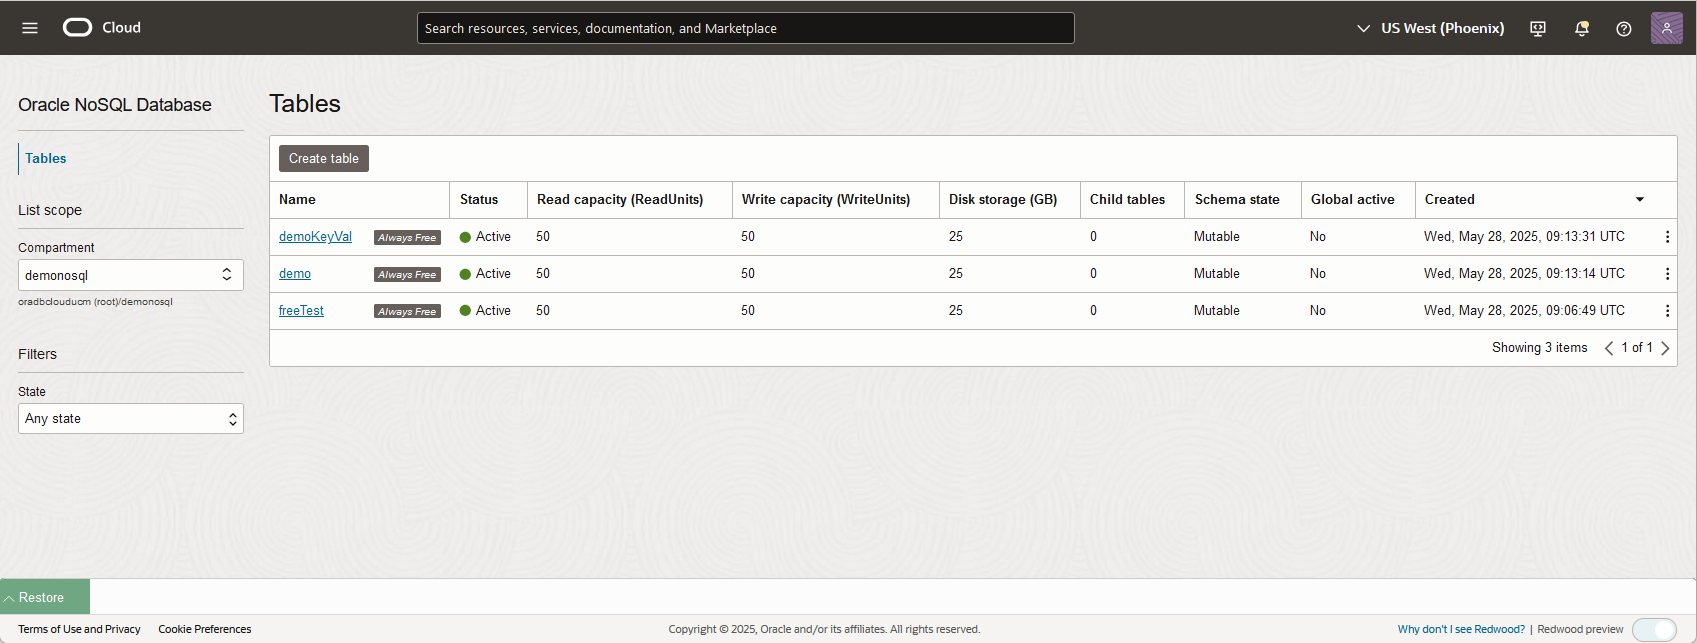 Cloud
Search resources, services, documentation, and Marketplace
US West (Phoenix)
Oracle NoSQL Database
Tables
List scope
Compartment
demonosql
oradbclouducm (root)/demonosql
Filters
State
Any state
Tables
Create table
Name Status Read capacity (ReadUnits) Write capacity (WriteUnits) Disk storage (GB) Child tables Schema state Global active Created
demoKeyVal Always Free Active 50 50 25 0 Mutable No Wed, May 28, 2025, 09:13:31 UTC
demo Always Free Active 50 50 25 0 Mutable No Wed, May 28, 2025, 09:13:14 UTC
freeTest Always Free Active 50 50 25 0 Mutable No Wed, May 28, 2025, 09:06:49 UTC
Showing 3 items 1 of 1
Restore
Terms of Use and Privacy Cookie Preferences Copyright © 2025, Oracle and/or its affiliates. All rights reserved. Why don't I see Redwood? | Redwood preview